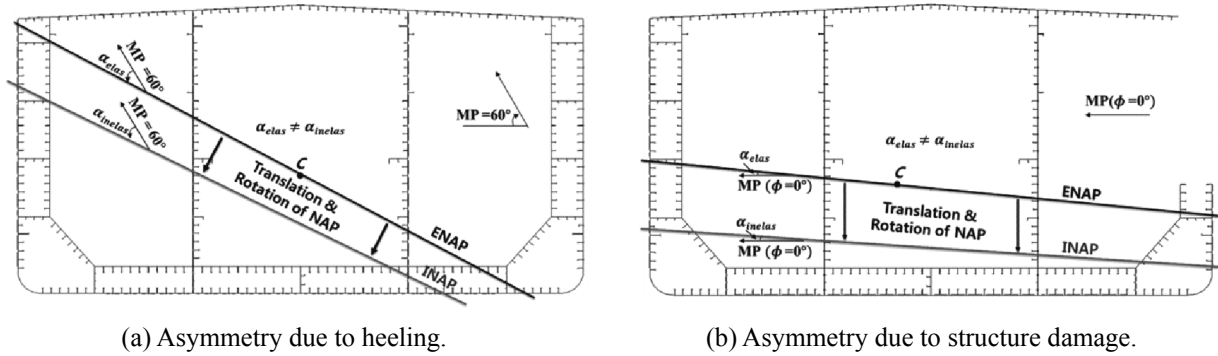 MP =60°
α_elas
MP =60°
α_inelas
MP =60°
α_elas ≠ α_inelas
C
Translation &
Rotation of NAP
ENAP
INAP
(a) Asymmetry due to heeling.
MP(ϕ=0°)
α_elas ≠ α_inelas
α_elas
C
MP (ϕ=0°)
Translation &
Rotation of NAP
ENAP
α_inelas
MP (ϕ=0°)
INAP
(b) Asymmetry due to structure damage.